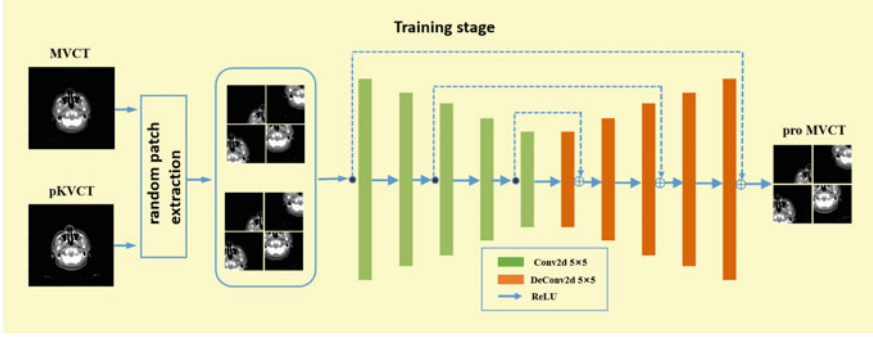 Training stage
MVCT
pKVCT
random patch
extraction
pro MVCT
Conv2d 5×5
DeConv2d 5×5
ReLU